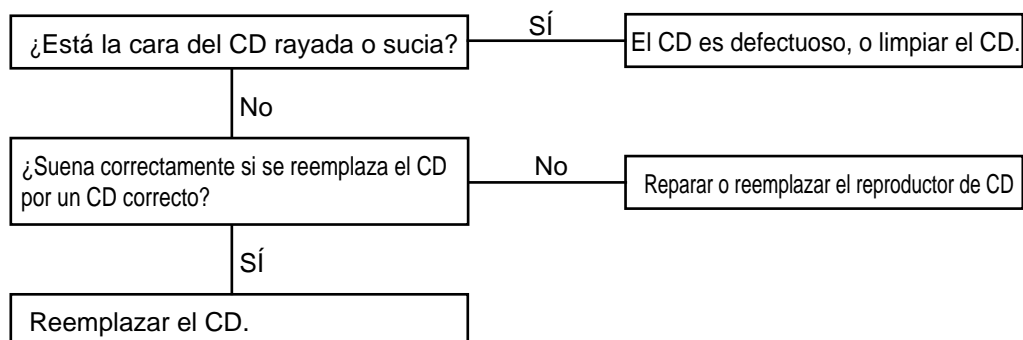 ¿Está la cara del CD rayada o sucia?
SÍ
El CD es defectuoso, o limpiar el CD.
No
¿Suena correctamente si se reemplaza el CD
por un CD correcto?
No
Reparar o reemplazar el reproductor de CD
SÍ
Reemplazar el CD.